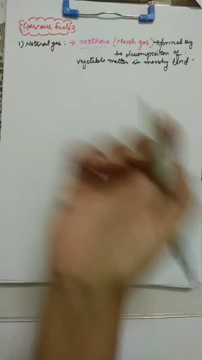 Gaseous fuels
1) Natural gas :→ methane (Marsh gas) → formed by
the decomposition of
vegetable matter in marshy land.